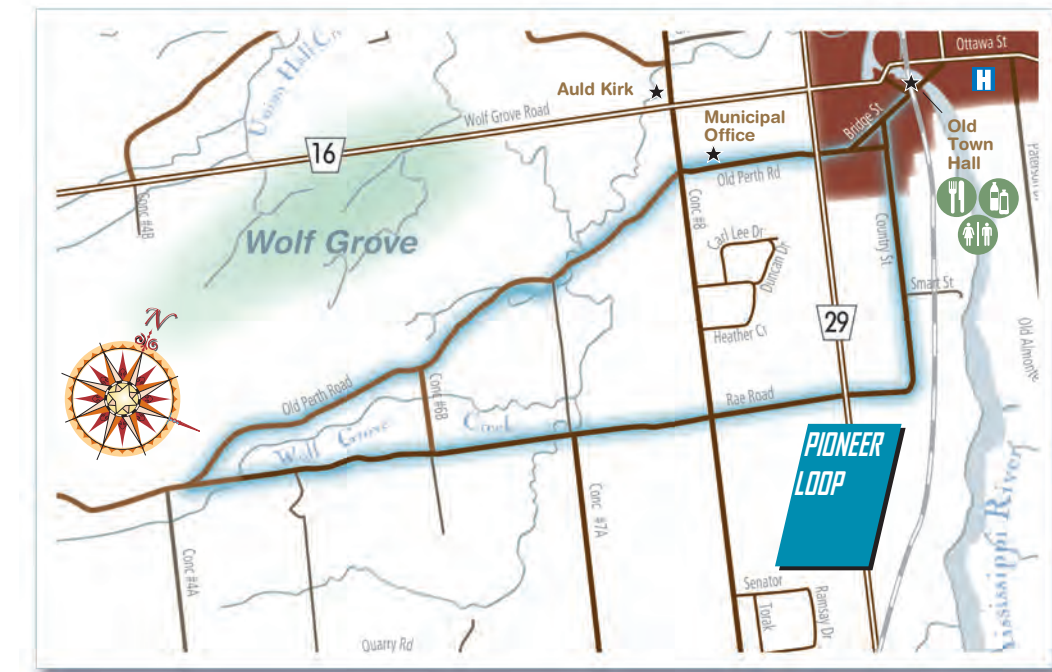 Ottawa St
H
Auld Kirk
Municipal
Office
Wolf Grove Road
16
Bridge St
Old
Town
Hall
Old Perth Rd
Conc #4B
Conc #8
Wolf Grove
Carl Lee Dr
Duncan Dr
Country St
Smart St
29
Heather Cr
N
Old Almonte
Old Perth Road
Conc #6B
Rae Road
Wolf Grove Creek
PIONEER
LOOP
Conc #7A
Conc #4A
Senator
Torak
Ramsay Dr
Quarry Rd
ississippi River